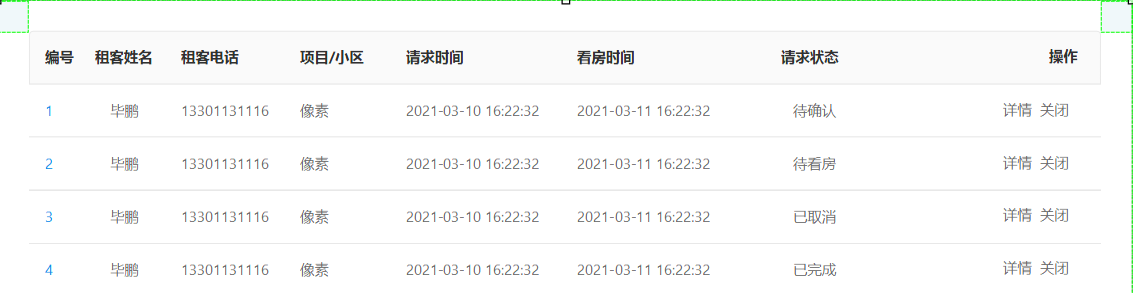 编号 租客姓名 租客电话 项目/小区 请求时间 看房时间 请求状态 操作
1 毕鹏 13301131116 像素 2021-03-10 16:22:32 2021-03-11 16:22:32 待确认 详情 关闭
2 毕鹏 13301131116 像素 2021-03-10 16:22:32 2021-03-11 16:22:32 待看房 详情 关闭
3 毕鹏 13301131116 像素 2021-03-10 16:22:32 2021-03-11 16:22:32 已取消 详情 关闭
4 毕鹏 13301131116 像素 2021-03-10 16:22:32 2021-03-11 16:22:32 已完成 详情 关闭